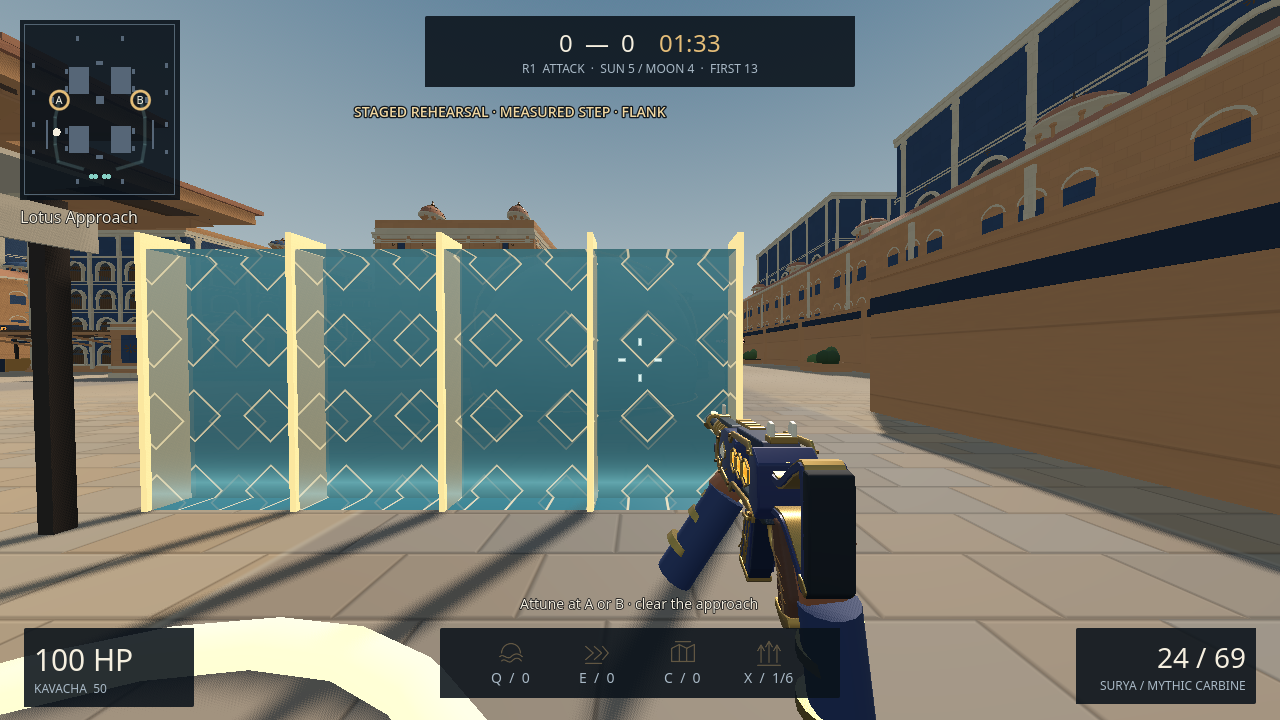 0 — 0 01:33
R1 ATTACK · SUN 5 / MOON 4 · FIRST 13
STAGED REHEARSAL · MEASURED STEP · FLANK
A
B
Lotus Approach
Attune at A or B · clear the approach
100 HP
KAVACHA 50
Q / 0
E / 0
C / 0
X / 1/6
24 / 69
SURYA / MYTHIC CARBINE